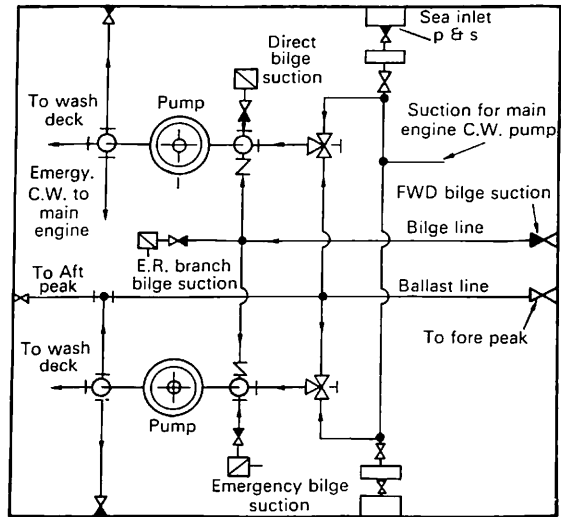 Sea inlet
p & s
Direct
bilge
suction
To wash
deck
Pump
Suction for main
engine C.W. pump
Emergy.
C.W. to
main
engine
FWD bilge suction
Bilge line
E.R. branch
bilge suction
To Aft
peak
Ballast line
To wash
deck
To fore peak
Pump
Emergency bilge
suction